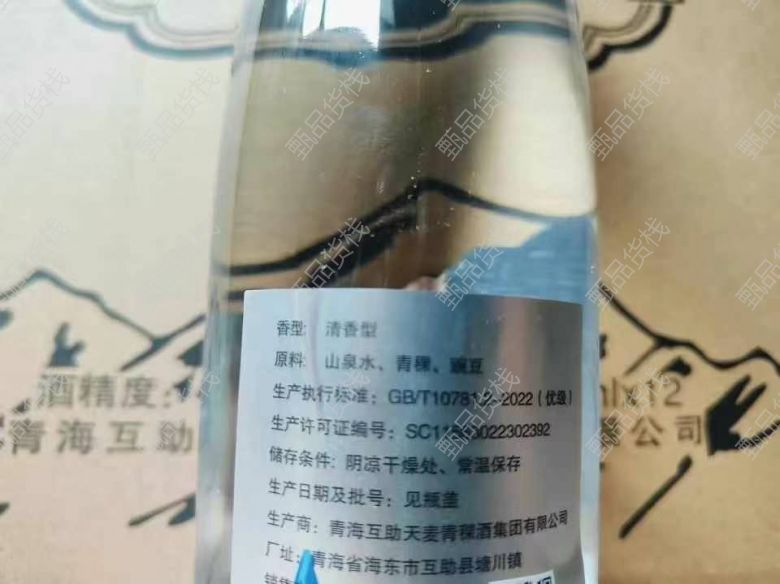 香型: 清香型
原料: 山泉水、青稞、豌豆
生产执行标准: GB/T10781.2-2022 (优级)
生产许可证编号:
储存条件: 阴凉干燥处、常温保存
生产日期及批号: 见瓶盖
生产商: 青海互助天麦青稞酒集团有限公司
厂址: 青海省海东市互助县塘川镇
酒精度:
青海互助
公司
甄品货栈